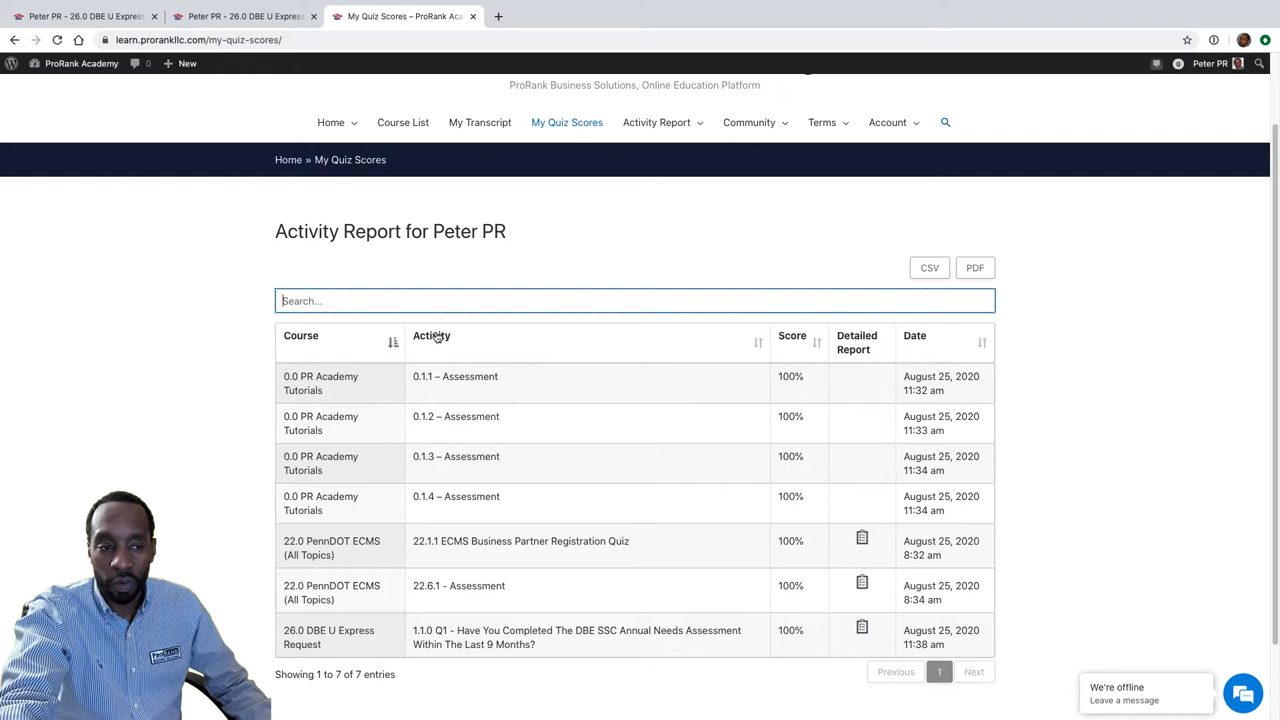 Peter PR - 26.0 DBE U Express
Peter PR - 26.0 DBE U Express
My Quiz Scores – ProRank Aca
learn.prorankllc.com/my-quiz-scores/
ProRank Academy 0 New 0 Peter PR
ProRank Business Solutions, Online Education Platform
Home Course List My Transcript My Quiz Scores Activity Report Community Terms Account
Home » My Quiz Scores
Activity Report for Peter PR
CSV PDF
Search...
Course Activity Score Detailed Report Date
0.0 PR Academy Tutorials 0.1.1 – Assessment 100% August 25, 2020 11:32 am
0.0 PR Academy Tutorials 0.1.2 – Assessment 100% August 25, 2020 11:33 am
0.0 PR Academy Tutorials 0.1.3 – Assessment 100% August 25, 2020 11:34 am
0.0 PR Academy Tutorials 0.1.4 – Assessment 100% August 25, 2020 11:34 am
22.0 PennDOT ECMS (All Topics) 22.1.1 ECMS Business Partner Registration Quiz 100% August 25, 2020 8:32 am
22.0 PennDOT ECMS (All Topics) 22.6.1 - Assessment 100% August 25, 2020 8:34 am
26.0 DBE U Express Request 1.1.0 Q1 - Have You Completed The DBE SSC Annual Needs Assessment Within The Last 9 Months? 100% August 25, 2020 11:38 am
Showing 1 to 7 of 7 entries
Previous 1 Next
We're offline
Leave a message
PRORANK